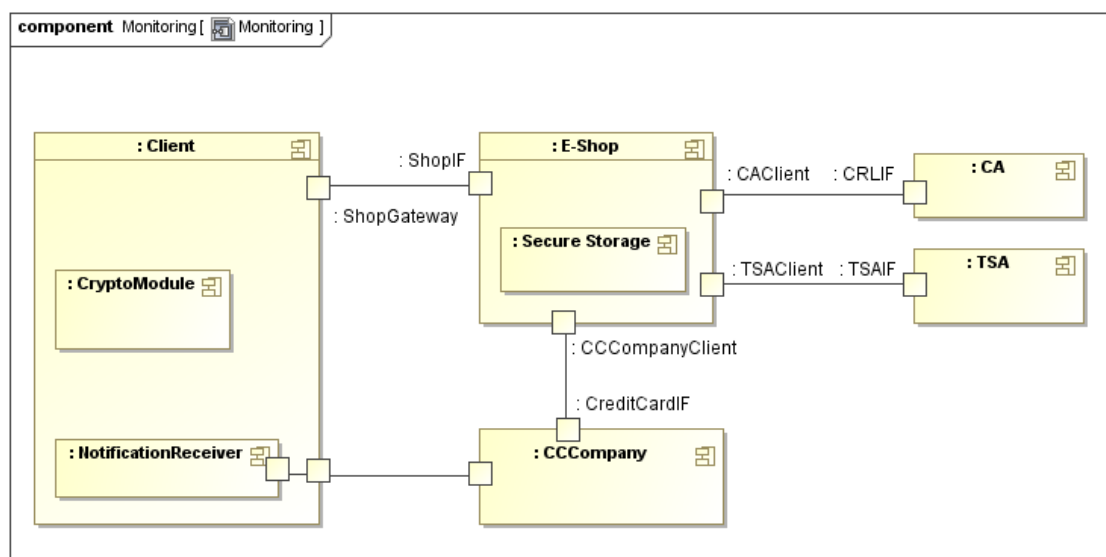 component Monitoring[ Monitoring ]
: Client
: ShopIF
: E-Shop
: CAClient : CRLIF
: CA
: ShopGateway
: Secure Storage
: TSAClient : TSAIF
: TSA
: CryptoModule
: CCCompanyClient
: CreditCardIF
: NotificationReceiver
: CCCompany